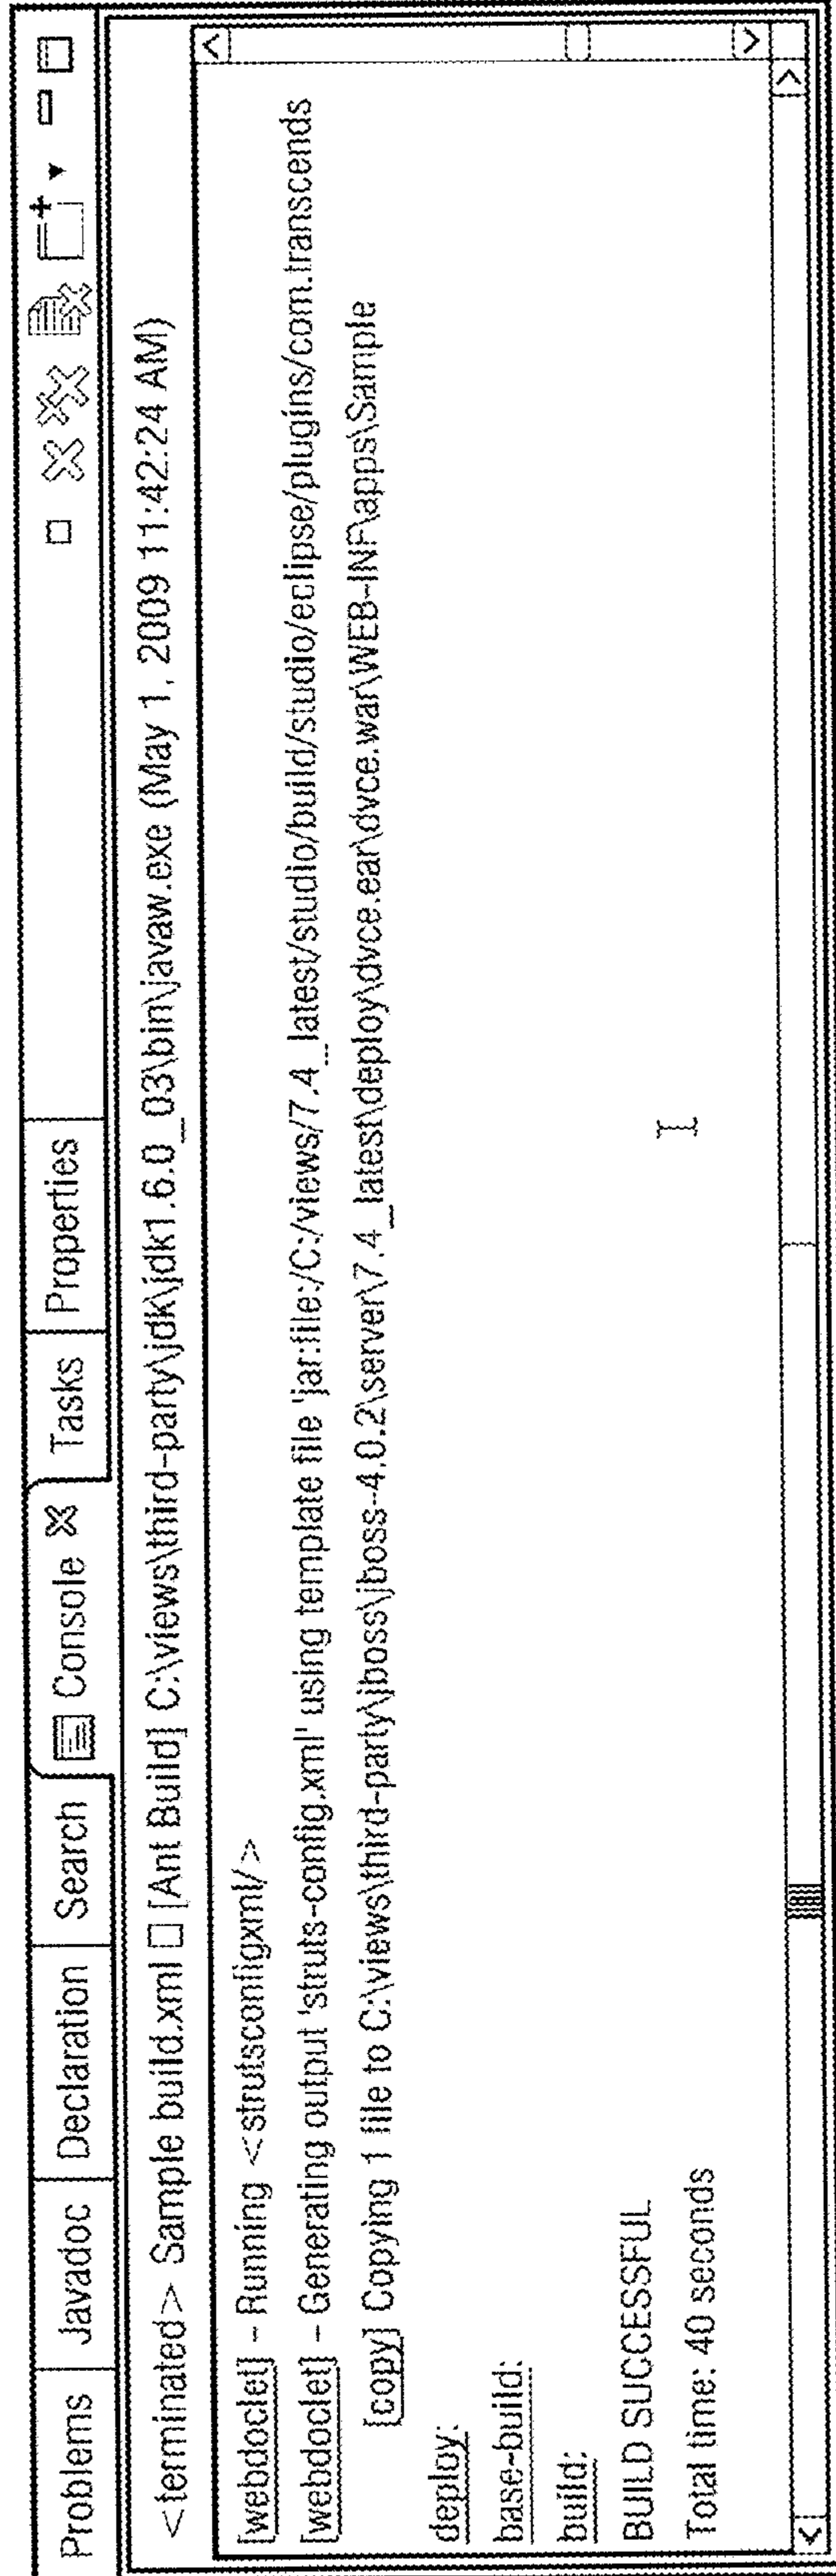 Problems Javadoc Declaration Search Console Tasks Properties
<terminated> Sample build.xml [Ant Build] C:\views\third-party\jdk\jdk1.6.0_03\bin\javaw.exe (May 1, 2009 11:42:24 AM)
[webdoclet] – Running <strutsconfigxml/>
[webdoclet] – Generating output 'struts-config.xml' using template file 'jar:file:/C:/views/7.4_latest/studio/build/studio/eclipse/plugins/com.transcends
[copy] Copying 1 file to C:\views\third-party\jboss\jboss-4.0.2\server\7.4_latest\deploy\dvce.ear\dvce.war\WEB-INF\apps\Sample
deploy:
base-build:
build:
BUILD SUCCESSFUL
Total time: 40 seconds